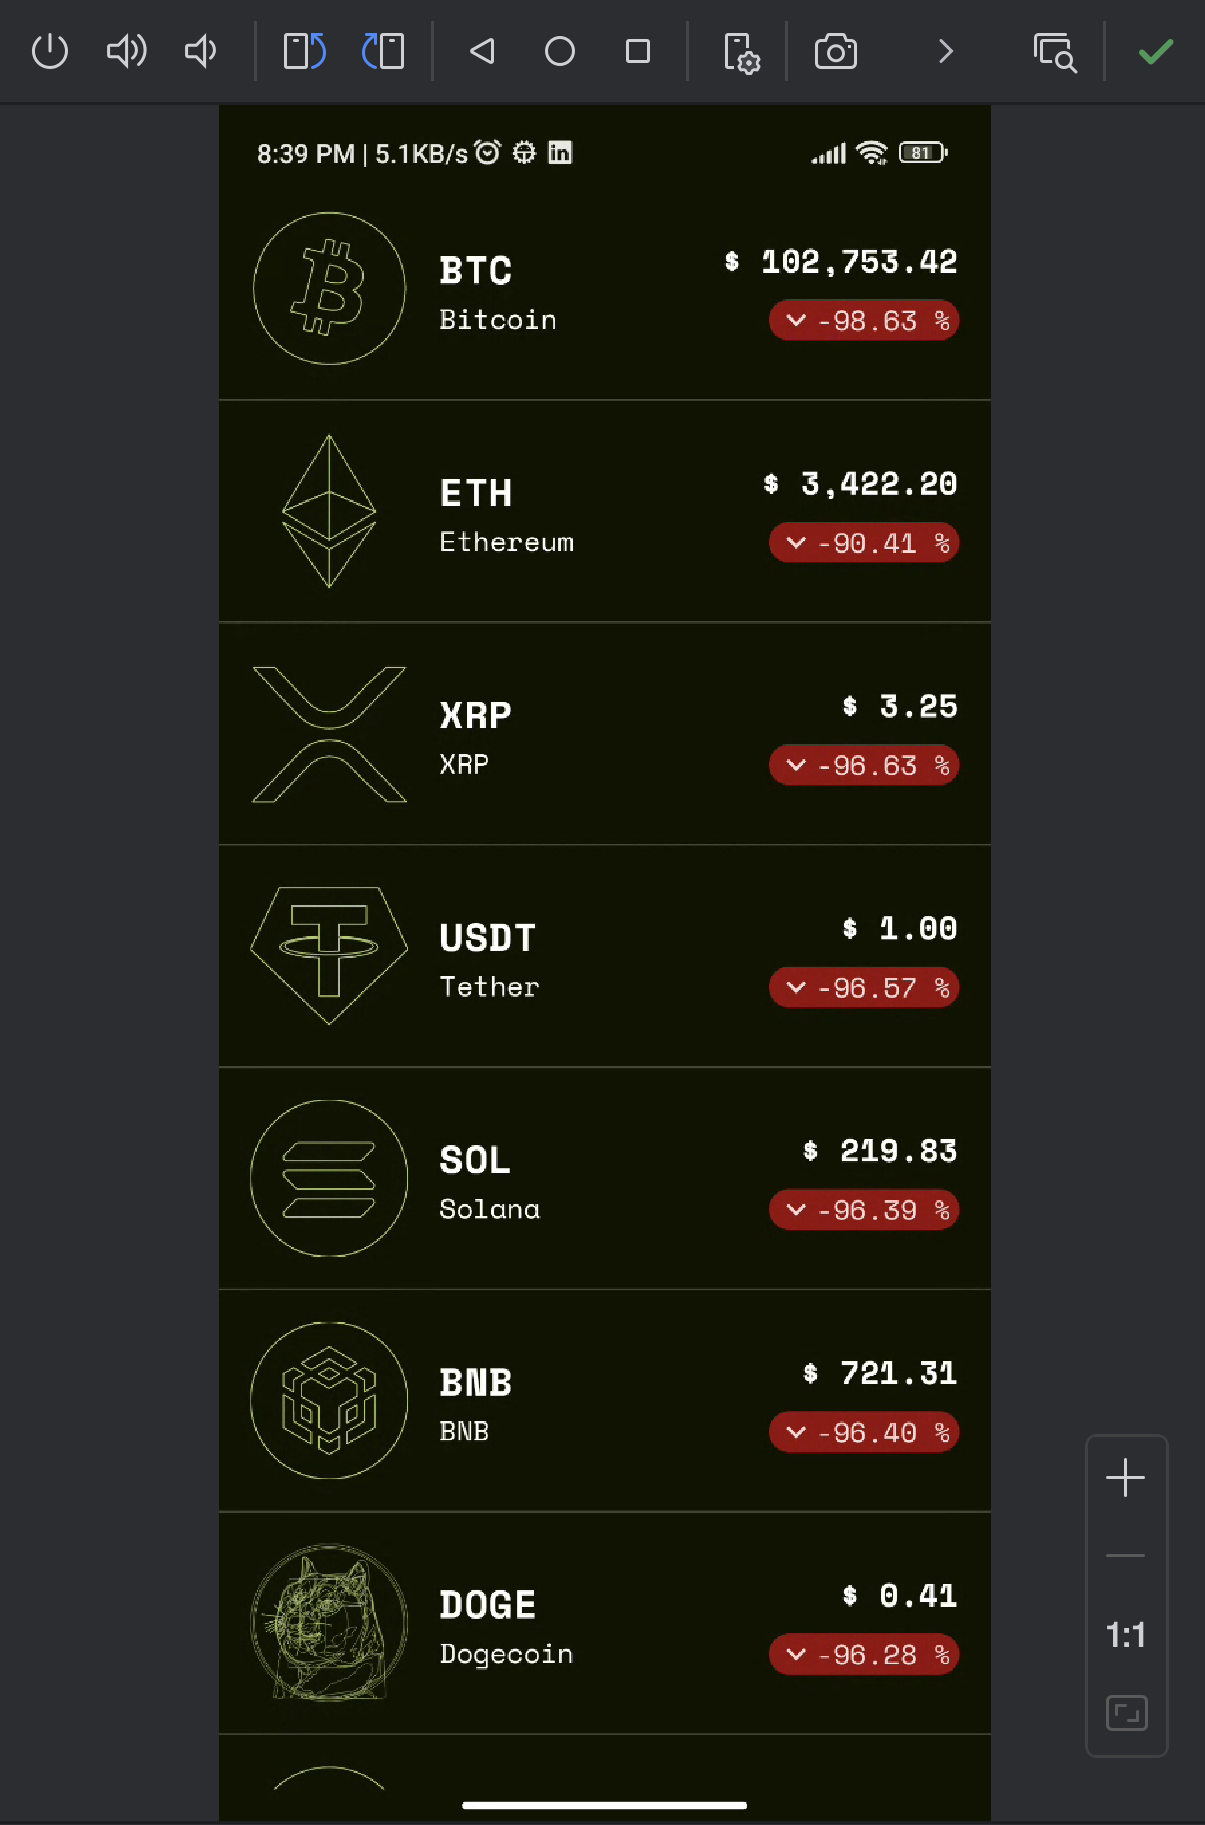 8:39 PM | 5.1KB/s
81
BTC
$ 102,753.42
Bitcoin
-98.63 %
ETH
$ 3,422.20
Ethereum
-90.41 %
XRP
$ 3.25
XRP
-96.63 %
USDT
$ 1.00
Tether
-96.57 %
SOL
$ 219.83
Solana
-96.39 %
BNB
$ 721.31
BNB
-96.40 %
DOGE
$ 0.41
Dogecoin
-96.28 %
1:1